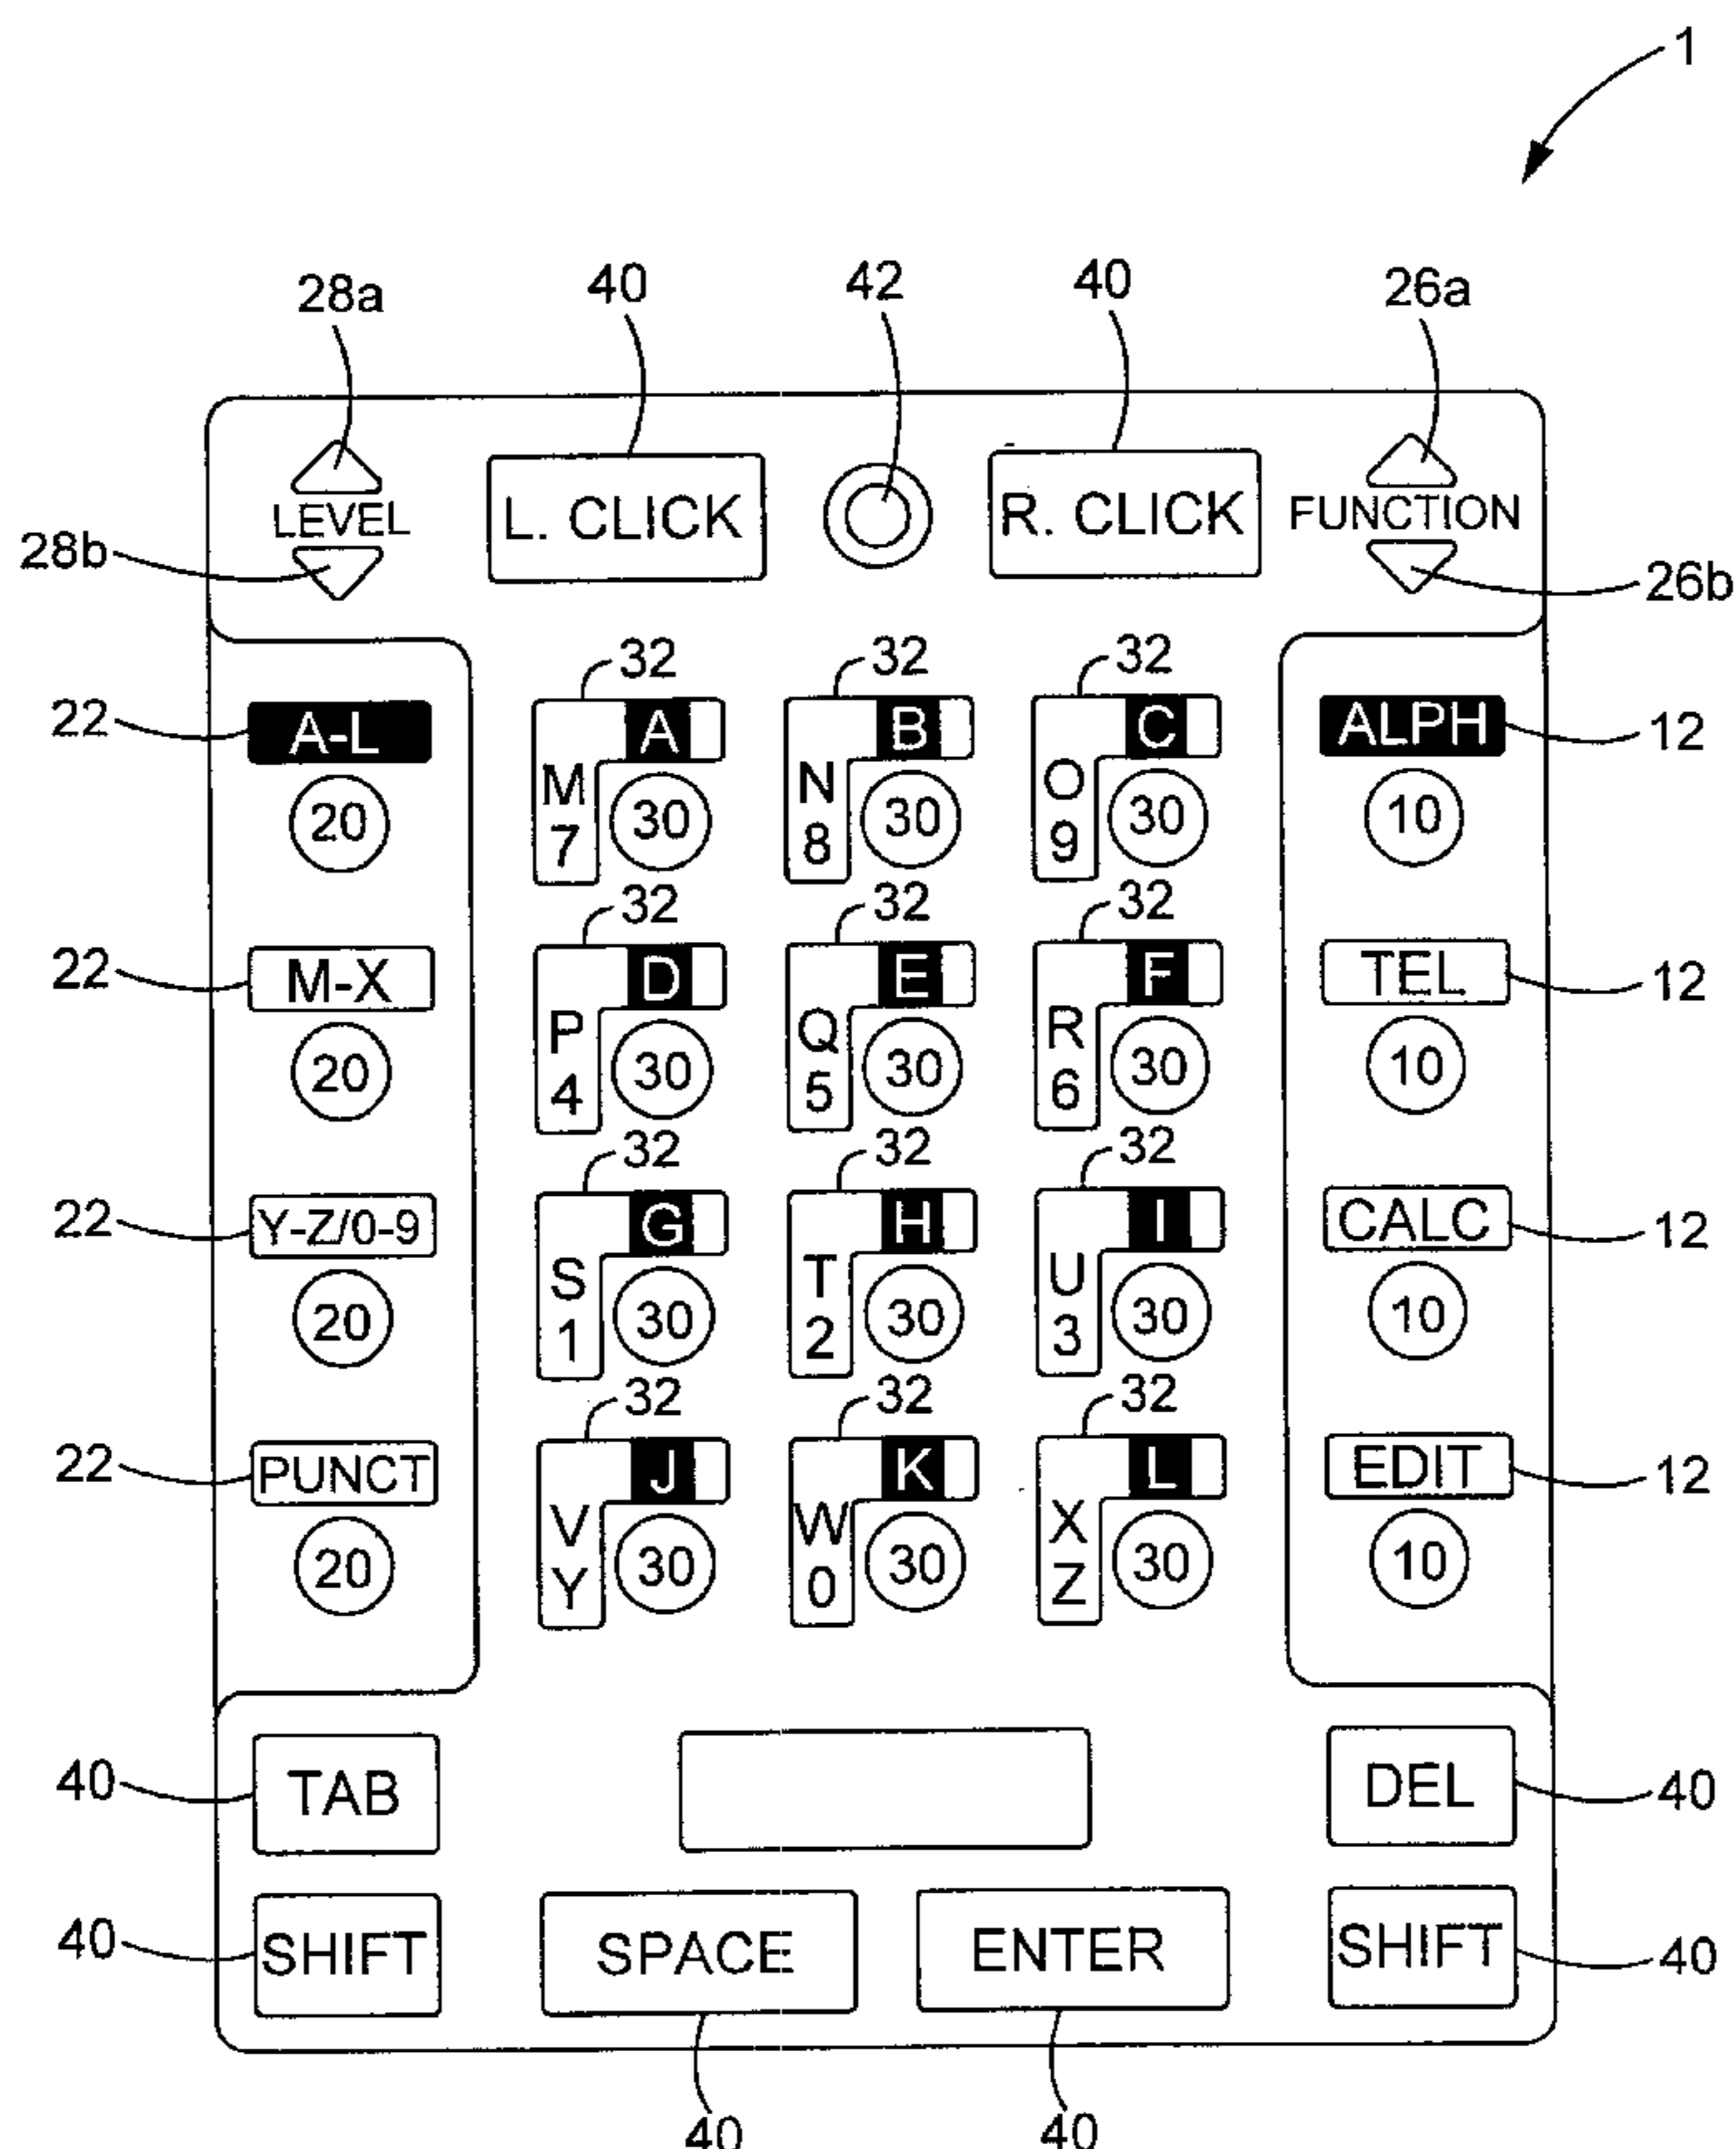 1
28a 40 42 40 26a
LEVEL L. CLICK R. CLICK FUNCTION
28b 26b
32 32 32
22 A-L A B C ALPH 12
M N O
20 7 30 8 30 9 30 10
32 32 32
22 M-X D E F TEL 12
P Q R
20 4 30 5 30 6 30 10
32 32 32
22 Y-Z/0-9 G H I CALC 12
S T U
20 1 30 2 30 3 30 10
32 32 32
22 PUNCT J K L EDIT 12
V W X
20 Y 30 0 30 Z 30 10
40 TAB DEL 40
40 SHIFT SPACE ENTER SHIFT 40
40 40